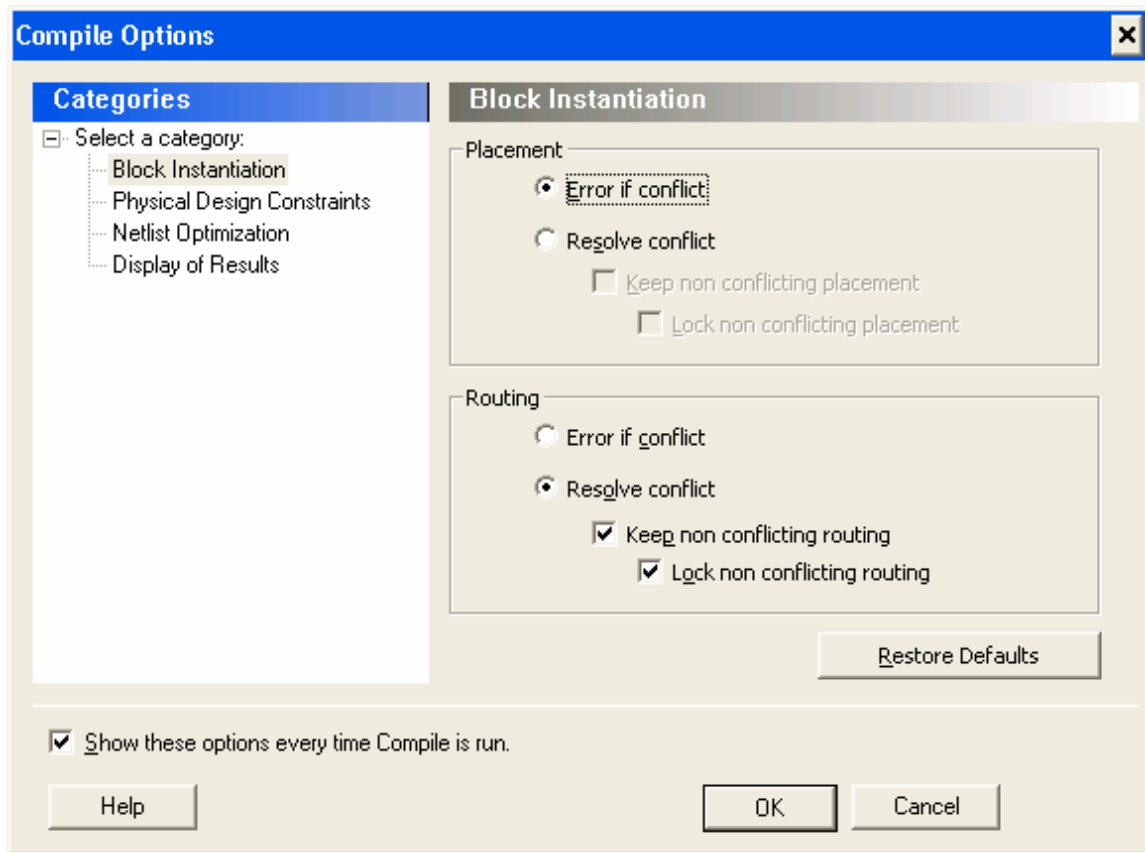 Compile Options
Categories
Select a category:
Block Instantiation
Physical Design Constraints
Netlist Optimization
Display of Results
Block Instantiation
Placement
Error if conflict
Resolve conflict
Keep non conflicting placement
Lock non conflicting placement
Routing
Error if conflict
Resolve conflict
Keep non conflicting routing
Lock non conflicting routing
Restore Defaults
Show these options every time Compile is run.
Help
OK
Cancel